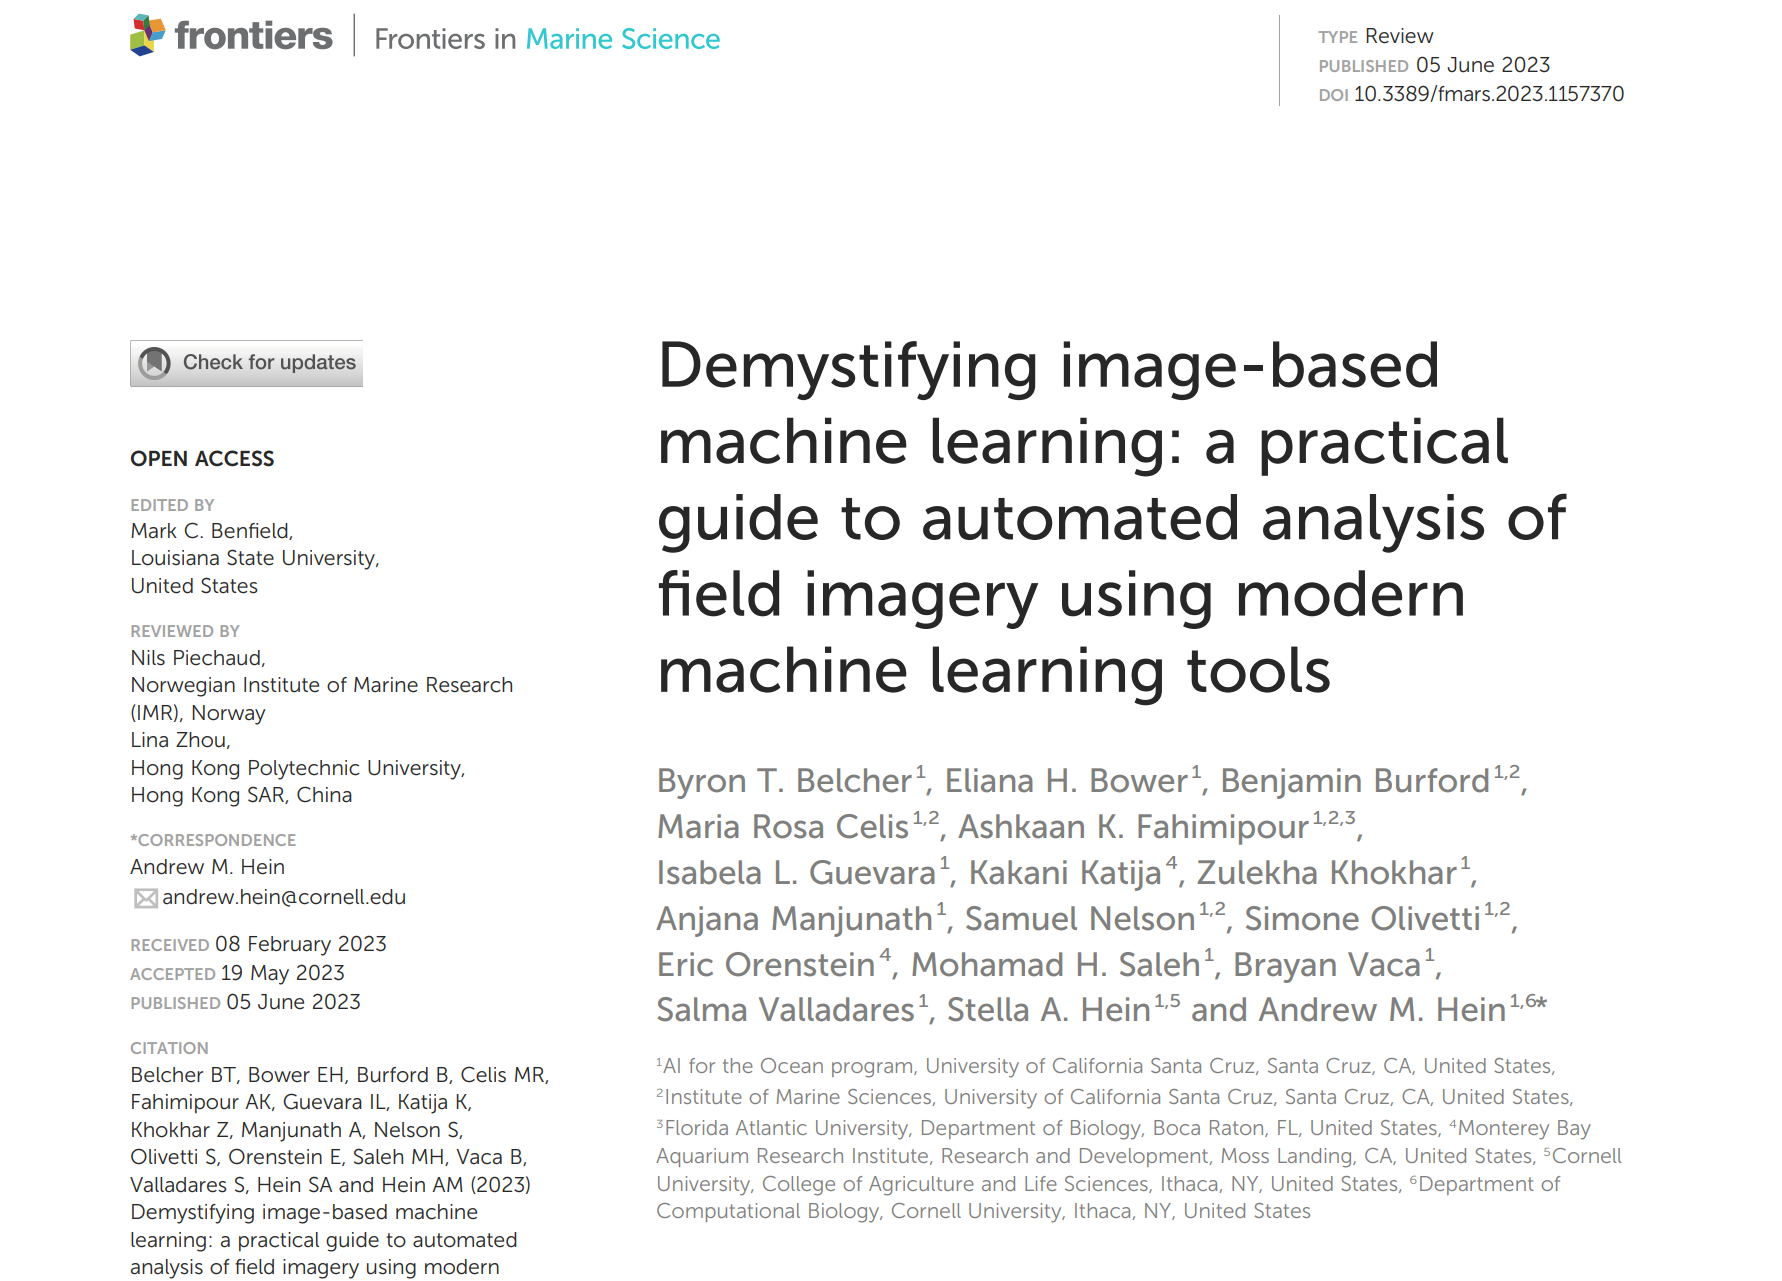 frontiers
Frontiers in Marine Science
TYPE Review
PUBLISHED 05 June 2023
DOI 10.3389/fmars.2023.1157370
Check for updates
OPEN ACCESS
EDITED BY
Mark C. Benfield,
Louisiana State University,
United States
REVIEWED BY
Nils Piechaud,
Norwegian Institute of Marine Research
(IMR), Norway
Lina Zhou,
Hong Kong Polytechnic University,
Hong Kong SAR, China
*CORRESPONDENCE
Andrew M. Hein
andrew.hein@cornell.edu
RECEIVED 08 February 2023
ACCEPTED 19 May 2023
PUBLISHED 05 June 2023
CITATION
Belcher BT, Bower EH, Burford B, Celis MR,
Fahimipour AK, Guevara IL, Katija K,
Khokhar Z, Manjunath A, Nelson S,
Olivetti S, Orenstein E, Saleh MH, Vaca B,
Valladares S, Hein SA and Hein AM (2023)
Demystifying image-based machine
learning: a practical guide to automated
analysis of field imagery using modern
Demystifying image-based
machine learning: a practical
guide to automated analysis of
field imagery using modern
machine learning tools
Byron T. Belcher¹, Eliana H. Bower¹, Benjamin Burford¹,²,
Maria Rosa Celis¹,², Ashkaan K. Fahimipour¹,²,³,
Isabela L. Guevara¹, Kakani Katija⁴, Zulekha Khokhar¹,
Anjana Manjunath¹, Samuel Nelson¹,², Simone Olivetti¹,²,
Eric Orenstein⁴, Mohamad H. Saleh¹, Brayan Vaca¹,
Salma Valladares¹, Stella A. Hein¹,⁵ and Andrew M. Hein¹,⁶*
¹AI for the Ocean program, University of California Santa Cruz, Santa Cruz, CA, United States,
²Institute of Marine Sciences, University of California Santa Cruz, Santa Cruz, CA, United States,
³Florida Atlantic University, Department of Biology, Boca Raton, FL, United States, ⁴Monterey Bay
Aquarium Research Institute, Research and Development, Moss Landing, CA, United States, ⁵Cornell
University, College of Agriculture and Life Sciences, Ithaca, NY, United States, ⁶Department of
Computational Biology, Cornell University, Ithaca, NY, United States